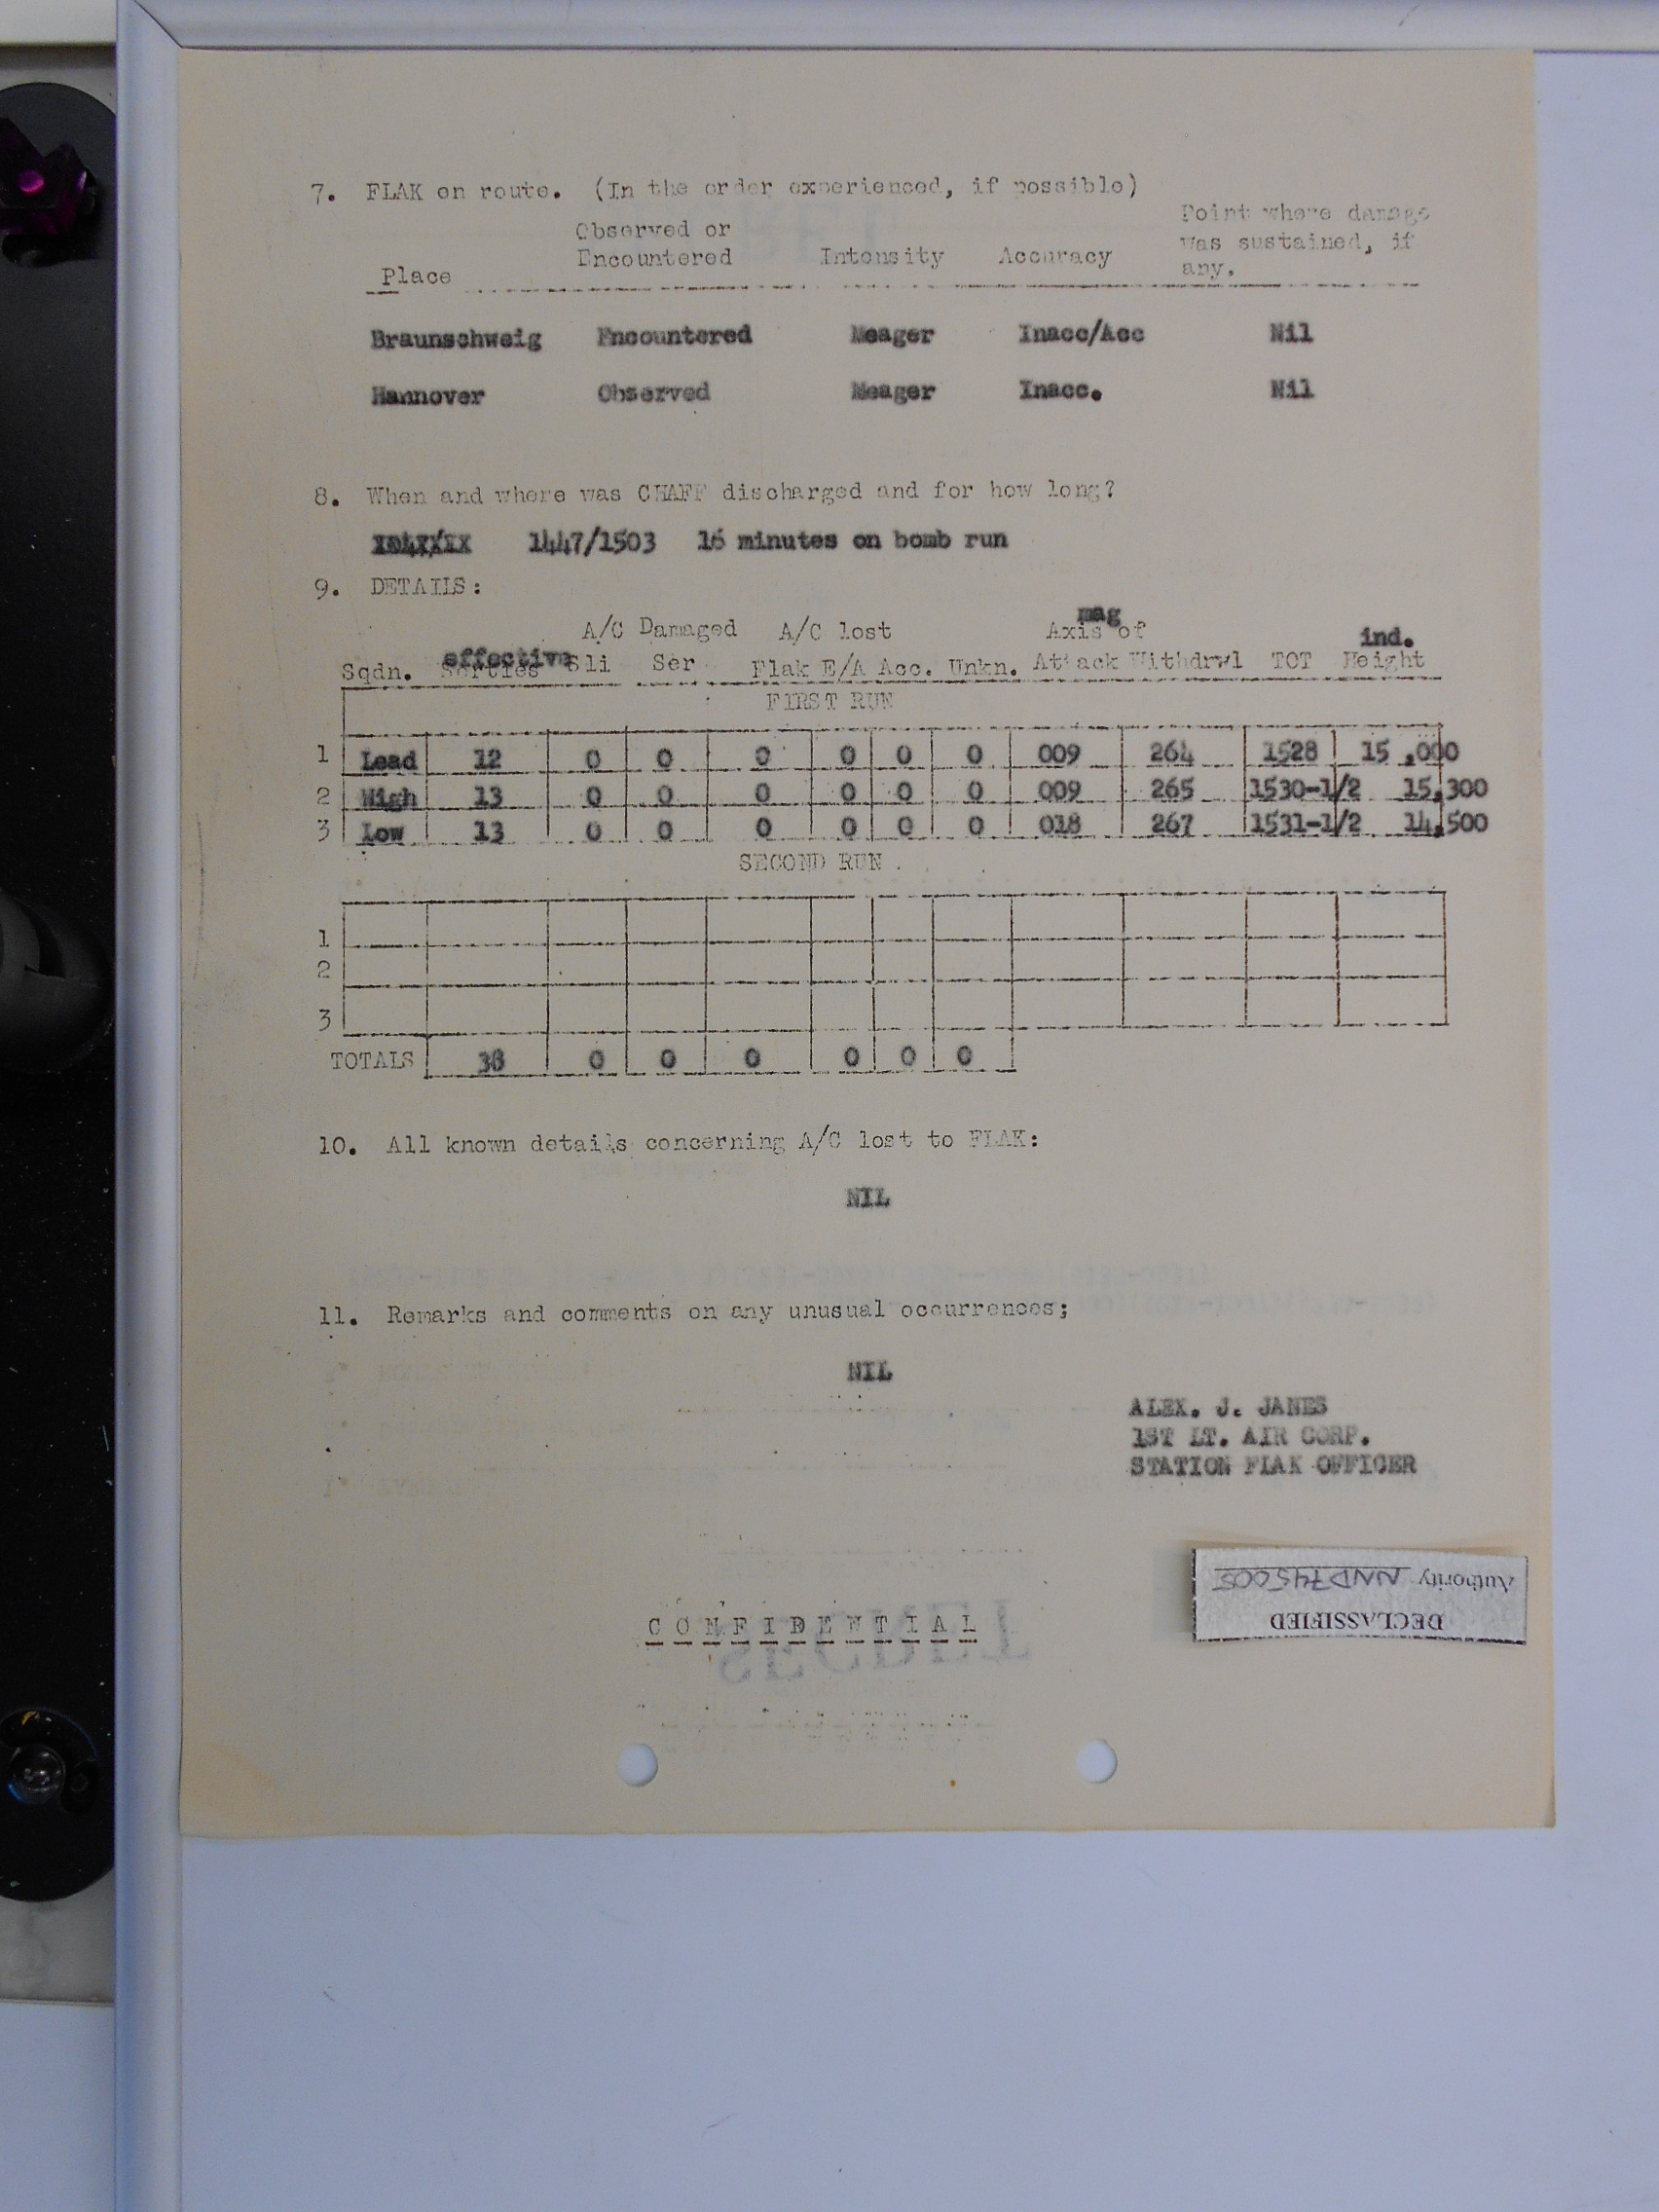 7. FLAK on route. (In the order experienced, if possible)
Place Observed or Encountered Intensity Accuracy Point where damage was sustained, if any.
Braunschweig Encountered Meager Inacc/Acc Nil
Hannover Observed Meager Inacc. Nil
8. When and where was CHAFF discharged and for how long?
1447/1503 16 minutes on bomb run
9. DETAILS:
A/C Damaged A/C lost Axis mag of ind.
Sqdn. effective Sorties Sli Ser Flak E/A Acc. Unkn. Attack Withdrwl TOT Height
FIRST RUN
1 Lead 12 0 0 0 0 0 0 009 264 1528 15,000
2 High 13 0 0 0 0 0 0 009 265 1530-1/2 15,300
3 Low 13 0 0 0 0 0 0 018 267 1531-1/2 14,500
SECOND RUN
1
2
3
TOTALS 38 0 0 0 0 0 0
10. All known details concerning A/C lost to FLAK:
NIL
11. Remarks and comments on any unusual occurrences;
NIL
ALEX. J. JANES
1ST LT. AIR CORP.
STATION FLAK OFFICER
DECLASSIFIED
Authority NND745005
CONFIDENTIAL